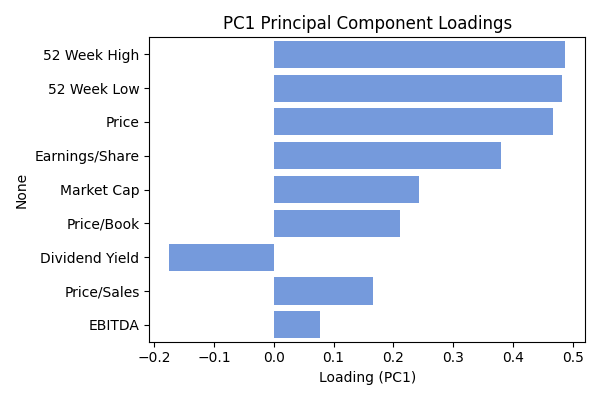 PC1 Principal Component Loadings
52 Week High
52 Week Low
Price
Earnings/Share
Market Cap
Price/Book
Dividend Yield
Price/Sales
EBITDA
None
−0.2 −0.1 0.0 0.1 0.2 0.3 0.4 0.5
Loading (PC1)